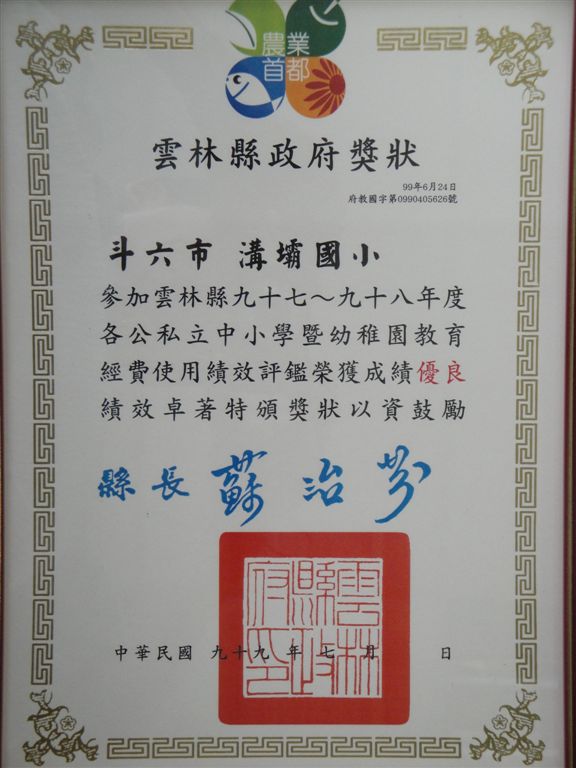 農業
首都
雲林縣政府獎狀
99年6月24日
府教國字第0990405626號
斗六市 溝壩國小
參加雲林縣九十七～九十八年度
各公私立中小學暨幼稚園教育
經費使用績效評鑑榮獲成績優良
績效卓著特頒獎狀以資鼓勵
縣長 蘇治芬
雲林縣政府印
中華民國 九十九 年 七 月 日